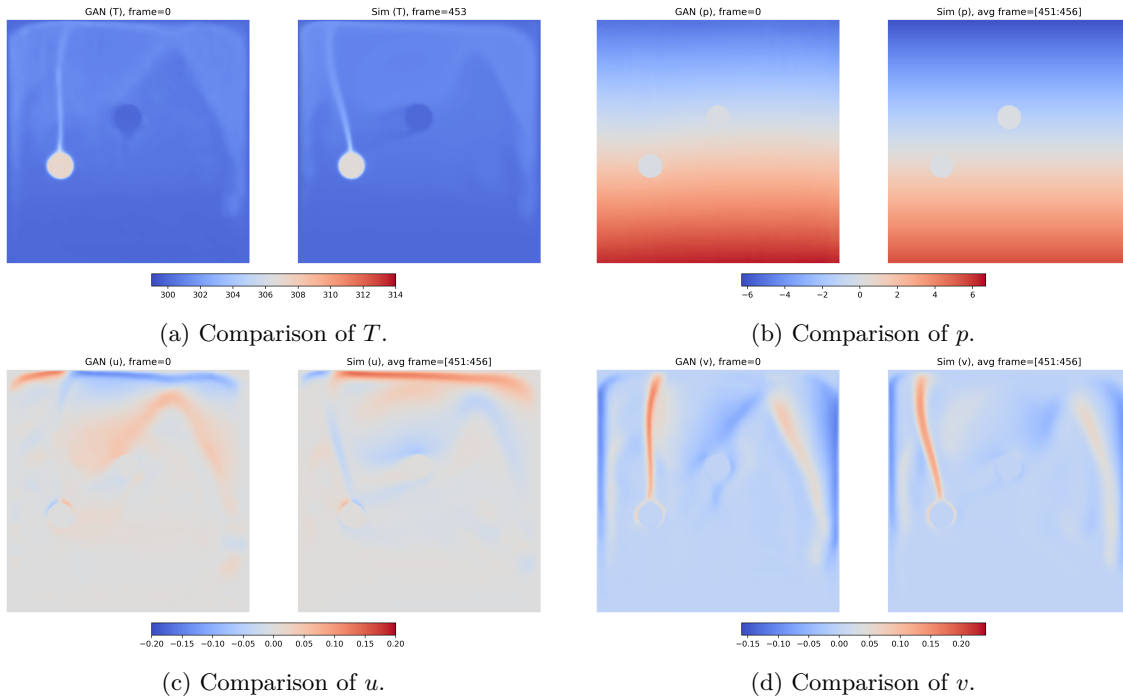 GAN (T), frame=0
Sim (T), frame=453
300 302 304 306 308 310 312 314
(a) Comparison of T.
GAN (p), frame=0
Sim (p), avg frame=[451:456]
−6 −4 −2 0 2 4 6
(b) Comparison of p.
GAN (u), frame=0
Sim (u), avg frame=[451:456]
−0.20 −0.15 −0.10 −0.05 0.00 0.05 0.10 0.15 0.20
(c) Comparison of u.
GAN (v), frame=0
Sim (v), avg frame=[451:456]
−0.15 −0.10 −0.05 0.00 0.05 0.10 0.15 0.20
(d) Comparison of v.